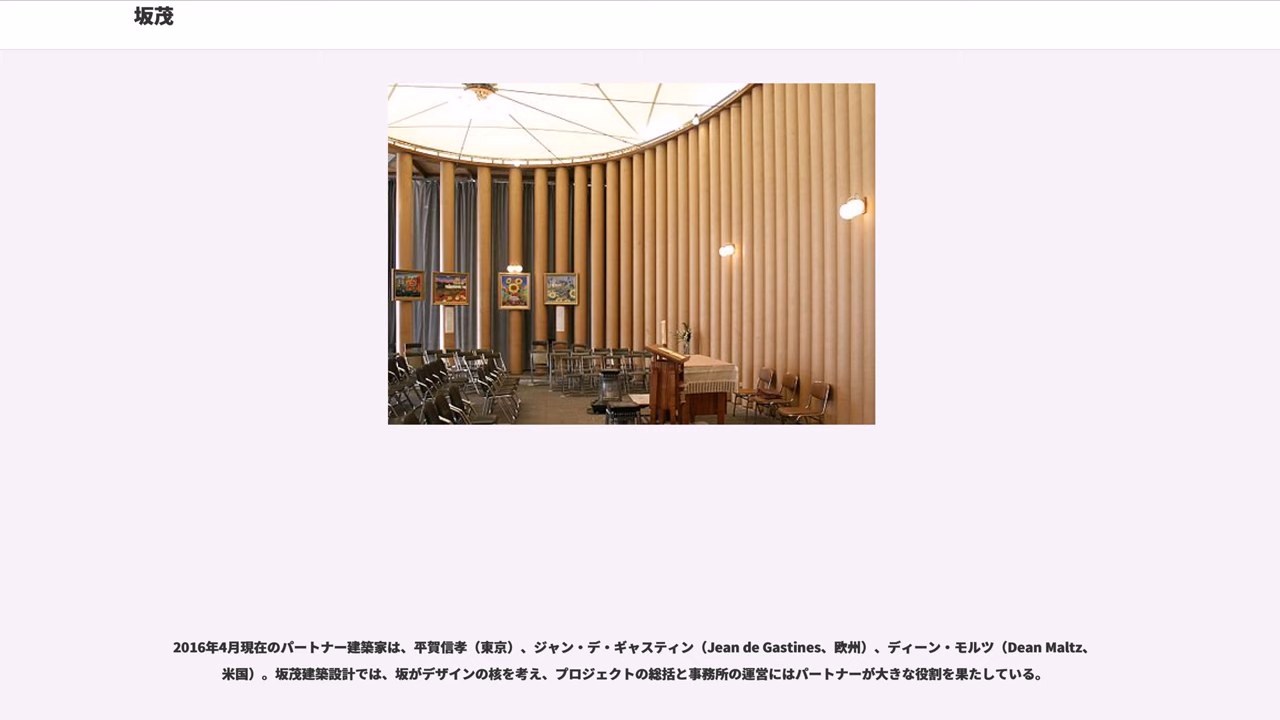 坂茂
2016年4月現在のパートナー建築家は、平賀信孝（東京）、ジャン・デ・ギャスティン（Jean de Gastines、欧州）、ディーン・モルツ（Dean Maltz、
米国）。坂茂建築設計では、坂がデザインの核を考え、プロジェクトの総括と事務所の運営にはパートナーが大きな役割を果たしている。